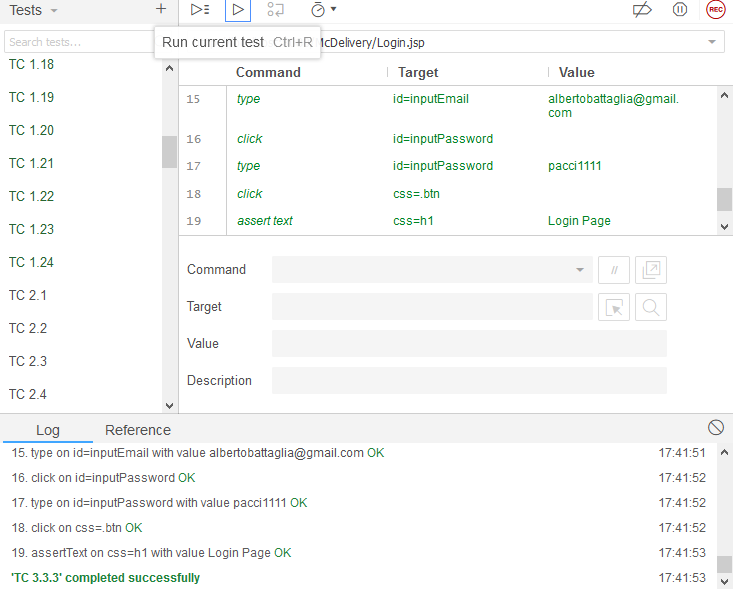 Tests +
REC
Search tests...
Run current test Ctrl+R
McDelivery/Login.jsp
Command Target Value
TC 1.18
TC 1.19
TC 1.20
TC 1.21
TC 1.22
TC 1.23
TC 1.24
TC 2.1
TC 2.2
TC 2.3
TC 2.4
15 type id=inputEmail albertobattaglia@gmail.
com
16 click id=inputPassword
17 type id=inputPassword pacci1111
18 click css=.btn
19 assert text css=h1 Login Page
Command //
Target
Value
Description
Log Reference
15. type on id=inputEmail with value albertobattaglia@gmail.com OK 17:41:51
16. click on id=inputPassword OK 17:41:52
17. type on id=inputPassword with value pacci1111 OK 17:41:52
18. click on css=.btn OK 17:41:52
19. assertText on css=h1 with value Login Page OK 17:41:53
'TC 3.3.3' completed successfully 17:41:53